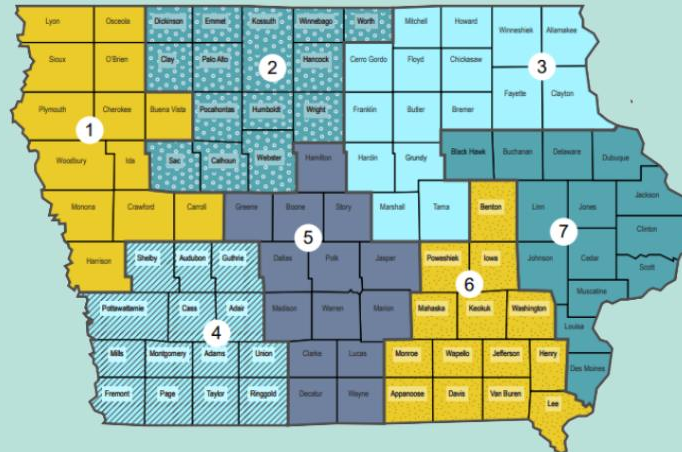 Lyon Osceola Dickinson Emmet Kossuth Winnebago Worth Mitchell Howard Winneshiek Allamakee
Sioux O'Brien Clay Palo Alto 2 Hancock Cerro Gordo Floyd Chickasaw 3
Plymouth Cherokee Buena Vista Pocahontas Humboldt Wright Franklin Butler Bremer Fayette Clayton
1
Woodbury Ida Sac Calhoun Webster Hamilton Hardin Grundy Black Hawk Buchanan Delaware Dubuque
Monona Crawford Carroll Greene Boone Story Marshall Tama Benton Linn Jones Jackson
Harrison Shelby Audubon Guthrie Dallas 5 Polk Jasper Poweshiek Iowa Johnson 7 Cedar Clinton
Scott
6
Muscatine
Pottawattamie Cass Adair Madison Warren Marion Mahaska Keokuk Washington Louisa
4
Mills Montgomery Adams Union Clarke Lucas Monroe Wapello Jefferson Henry Des Moines
Fremont Page Taylor Ringgold Decatur Wayne Appanoose Davis Van Buren Lee